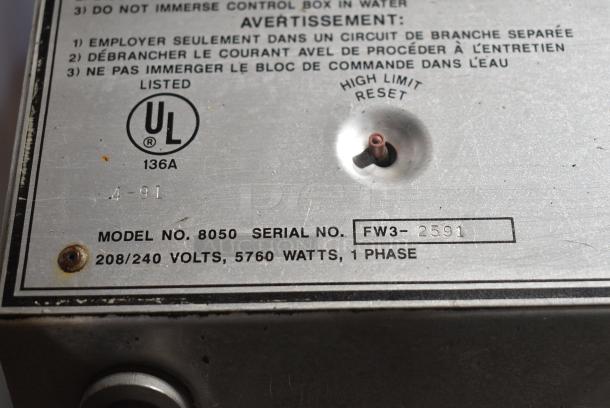 3) DO NOT IMMERSE CONTROL BOX IN WATER
AVERTISSEMENT:
1) EMPLOYER SEULEMENT DANS UN CIRCUIT DE BRANCHE SEPARÉE
2) DÉBRANCHER LE COURANT AVEL DE PROCÉDER À L'ENTRETIEN
3) NE PAS IMMERGER LE BLOC DE COMMANDE DANS L'EAU
LISTED
UL
®
136A
HIGH LIMIT
RESET
4-91
MODEL NO. 8050 SERIAL NO. FW3-2591
208/240 VOLTS, 5760 WATTS, 1 PHASE